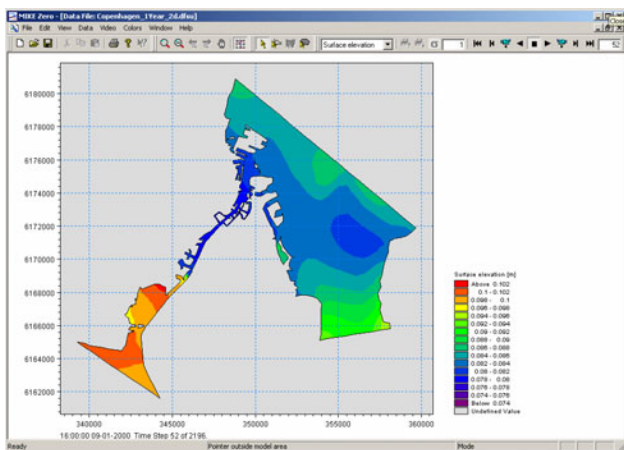 MIKE Zero - [Data File: Copenhagen_1Year_2d.dfsu]
Close
File Edit View Data Video Colors Window Help
Surface elevation
1
52
6180000
6178000
6176000
6174000
6172000
6170000
6168000
6166000
6164000
6162000
340000 345000 350000 355000 360000
Surface elevation [m]
Above 0.102
0.1 - 0.102
0.098 - 0.1
0.096 - 0.098
0.094 - 0.096
0.092 - 0.094
0.09 - 0.092
0.088 - 0.09
0.086 - 0.088
0.084 - 0.086
0.082 - 0.084
0.08 - 0.082
0.078 - 0.08
0.076 - 0.078
0.074 - 0.076
Below 0.074
Undefined Value
16:00:00 09-01-2000 Time Step 52 of 2196.
Ready
Pointer outside model area
Mode